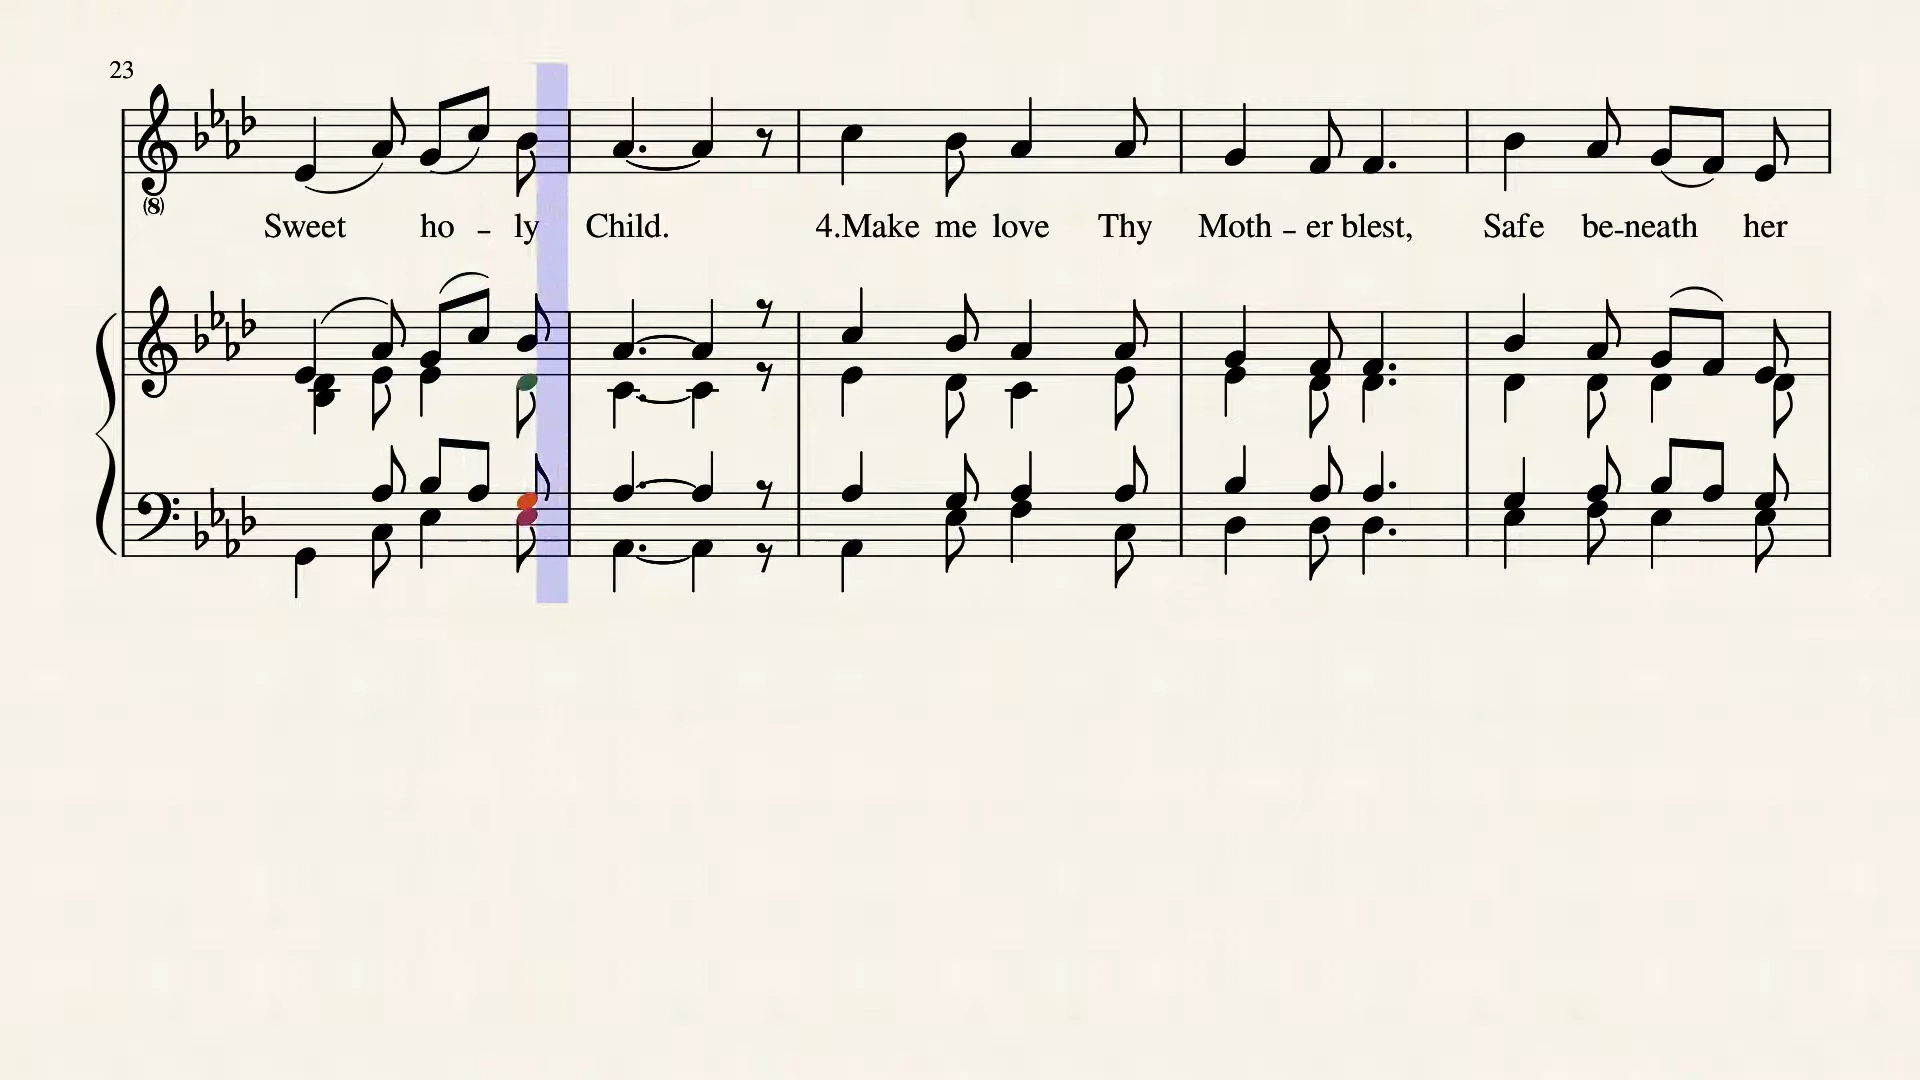 23
(8)
Sweet ho - ly Child. 4.Make me love Thy Moth - er blest, Safe be-neath her